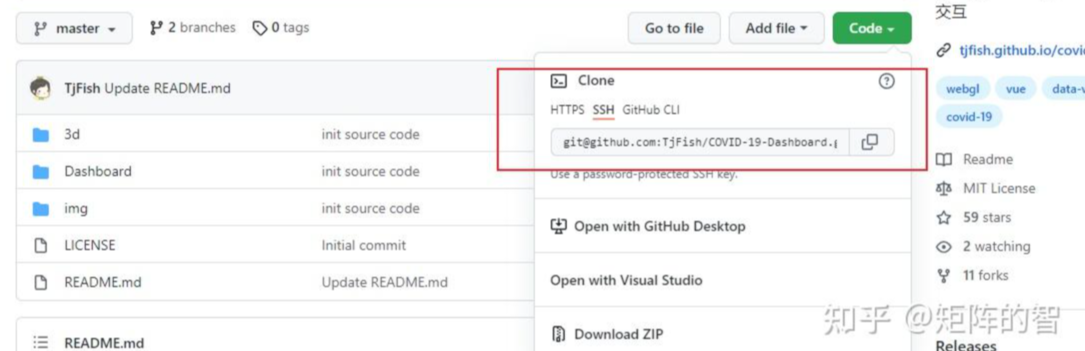 交互
master
2 branches
0 tags
Go to file
Add file
Code
tjfish.github.io/covi
TjFish Update README.md
Clone
webgl vue data-v
covid-19
HTTPS SSH GitHub CLI
3d init source code
git@github.com:TjFish/COVID-19-Dashboard.g
Readme
Dashboard init source code
Use a password-protected SSH key.
MIT License
img init source code
59 stars
Open with GitHub Desktop
LICENSE Initial commit
2 watching
README.md Update README.md
Open with Visual Studio
11 forks
知乎 @矩阵的智
Download ZIP
README.md
Releases